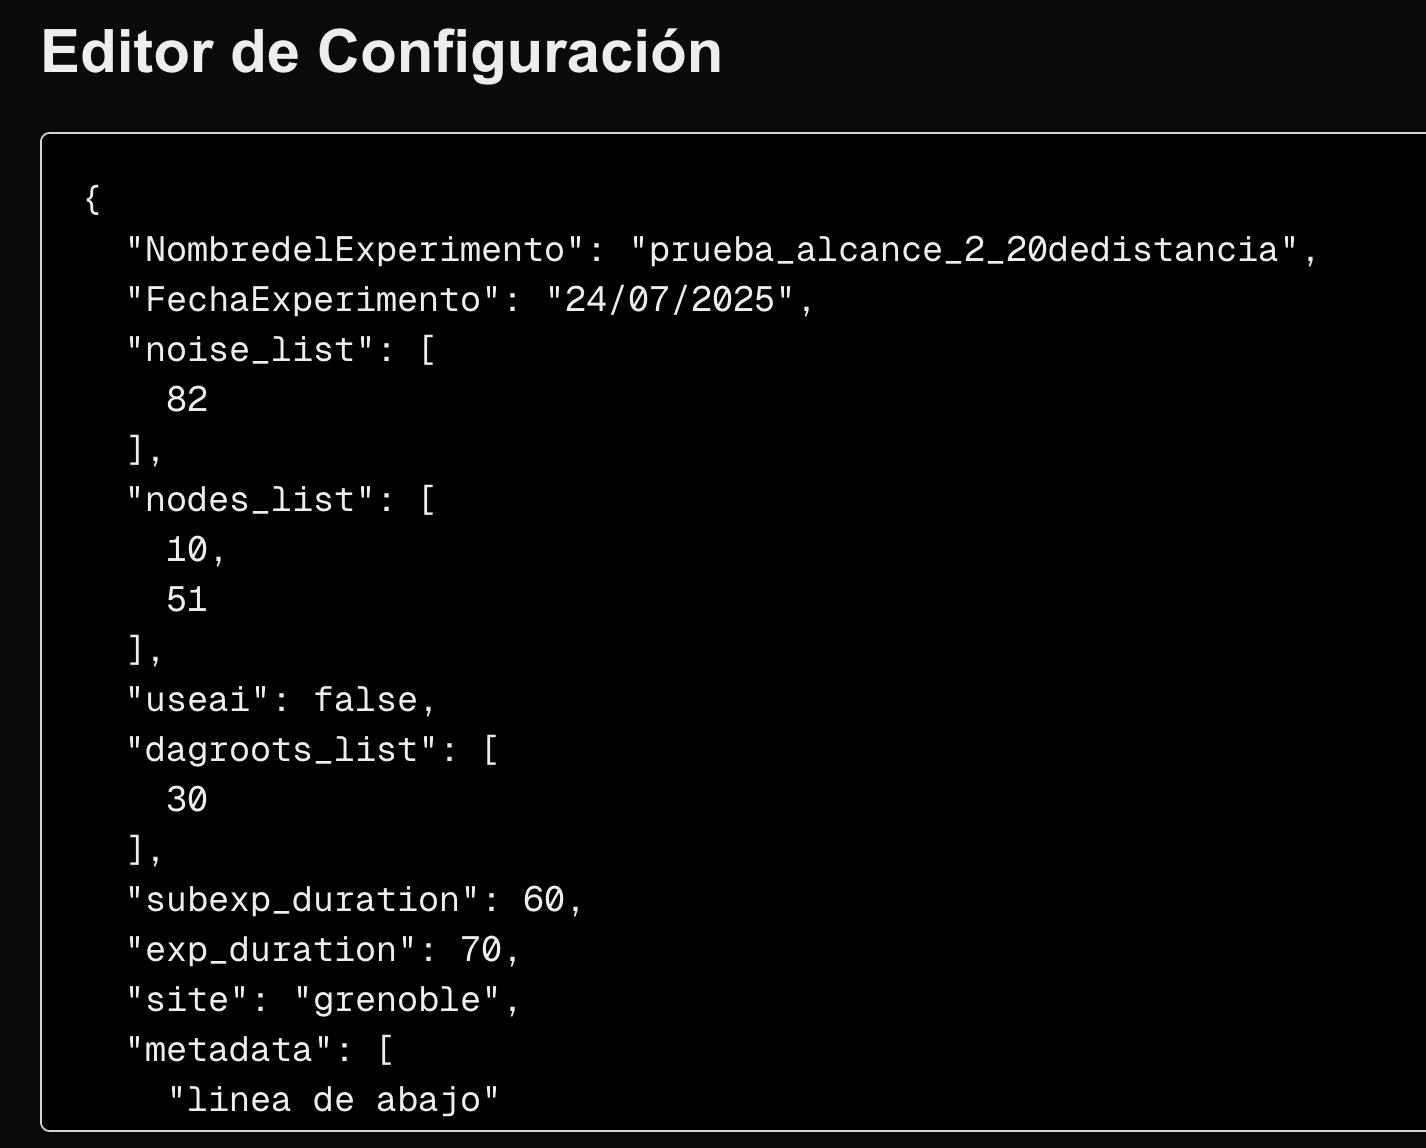 Editor de Configuración
{
"NombredelExperimento": "prueba_alcance_2_20dedistancia",
"FechaExperimento": "24/07/2025",
"noise_list": [
82
],
"nodes_list": [
10,
51
],
"useai": false,
"dagroots_list": [
30
],
"subexp_duration": 60,
"exp_duration": 70,
"site": "grenoble",
"metadata": [
"linea de abajo"